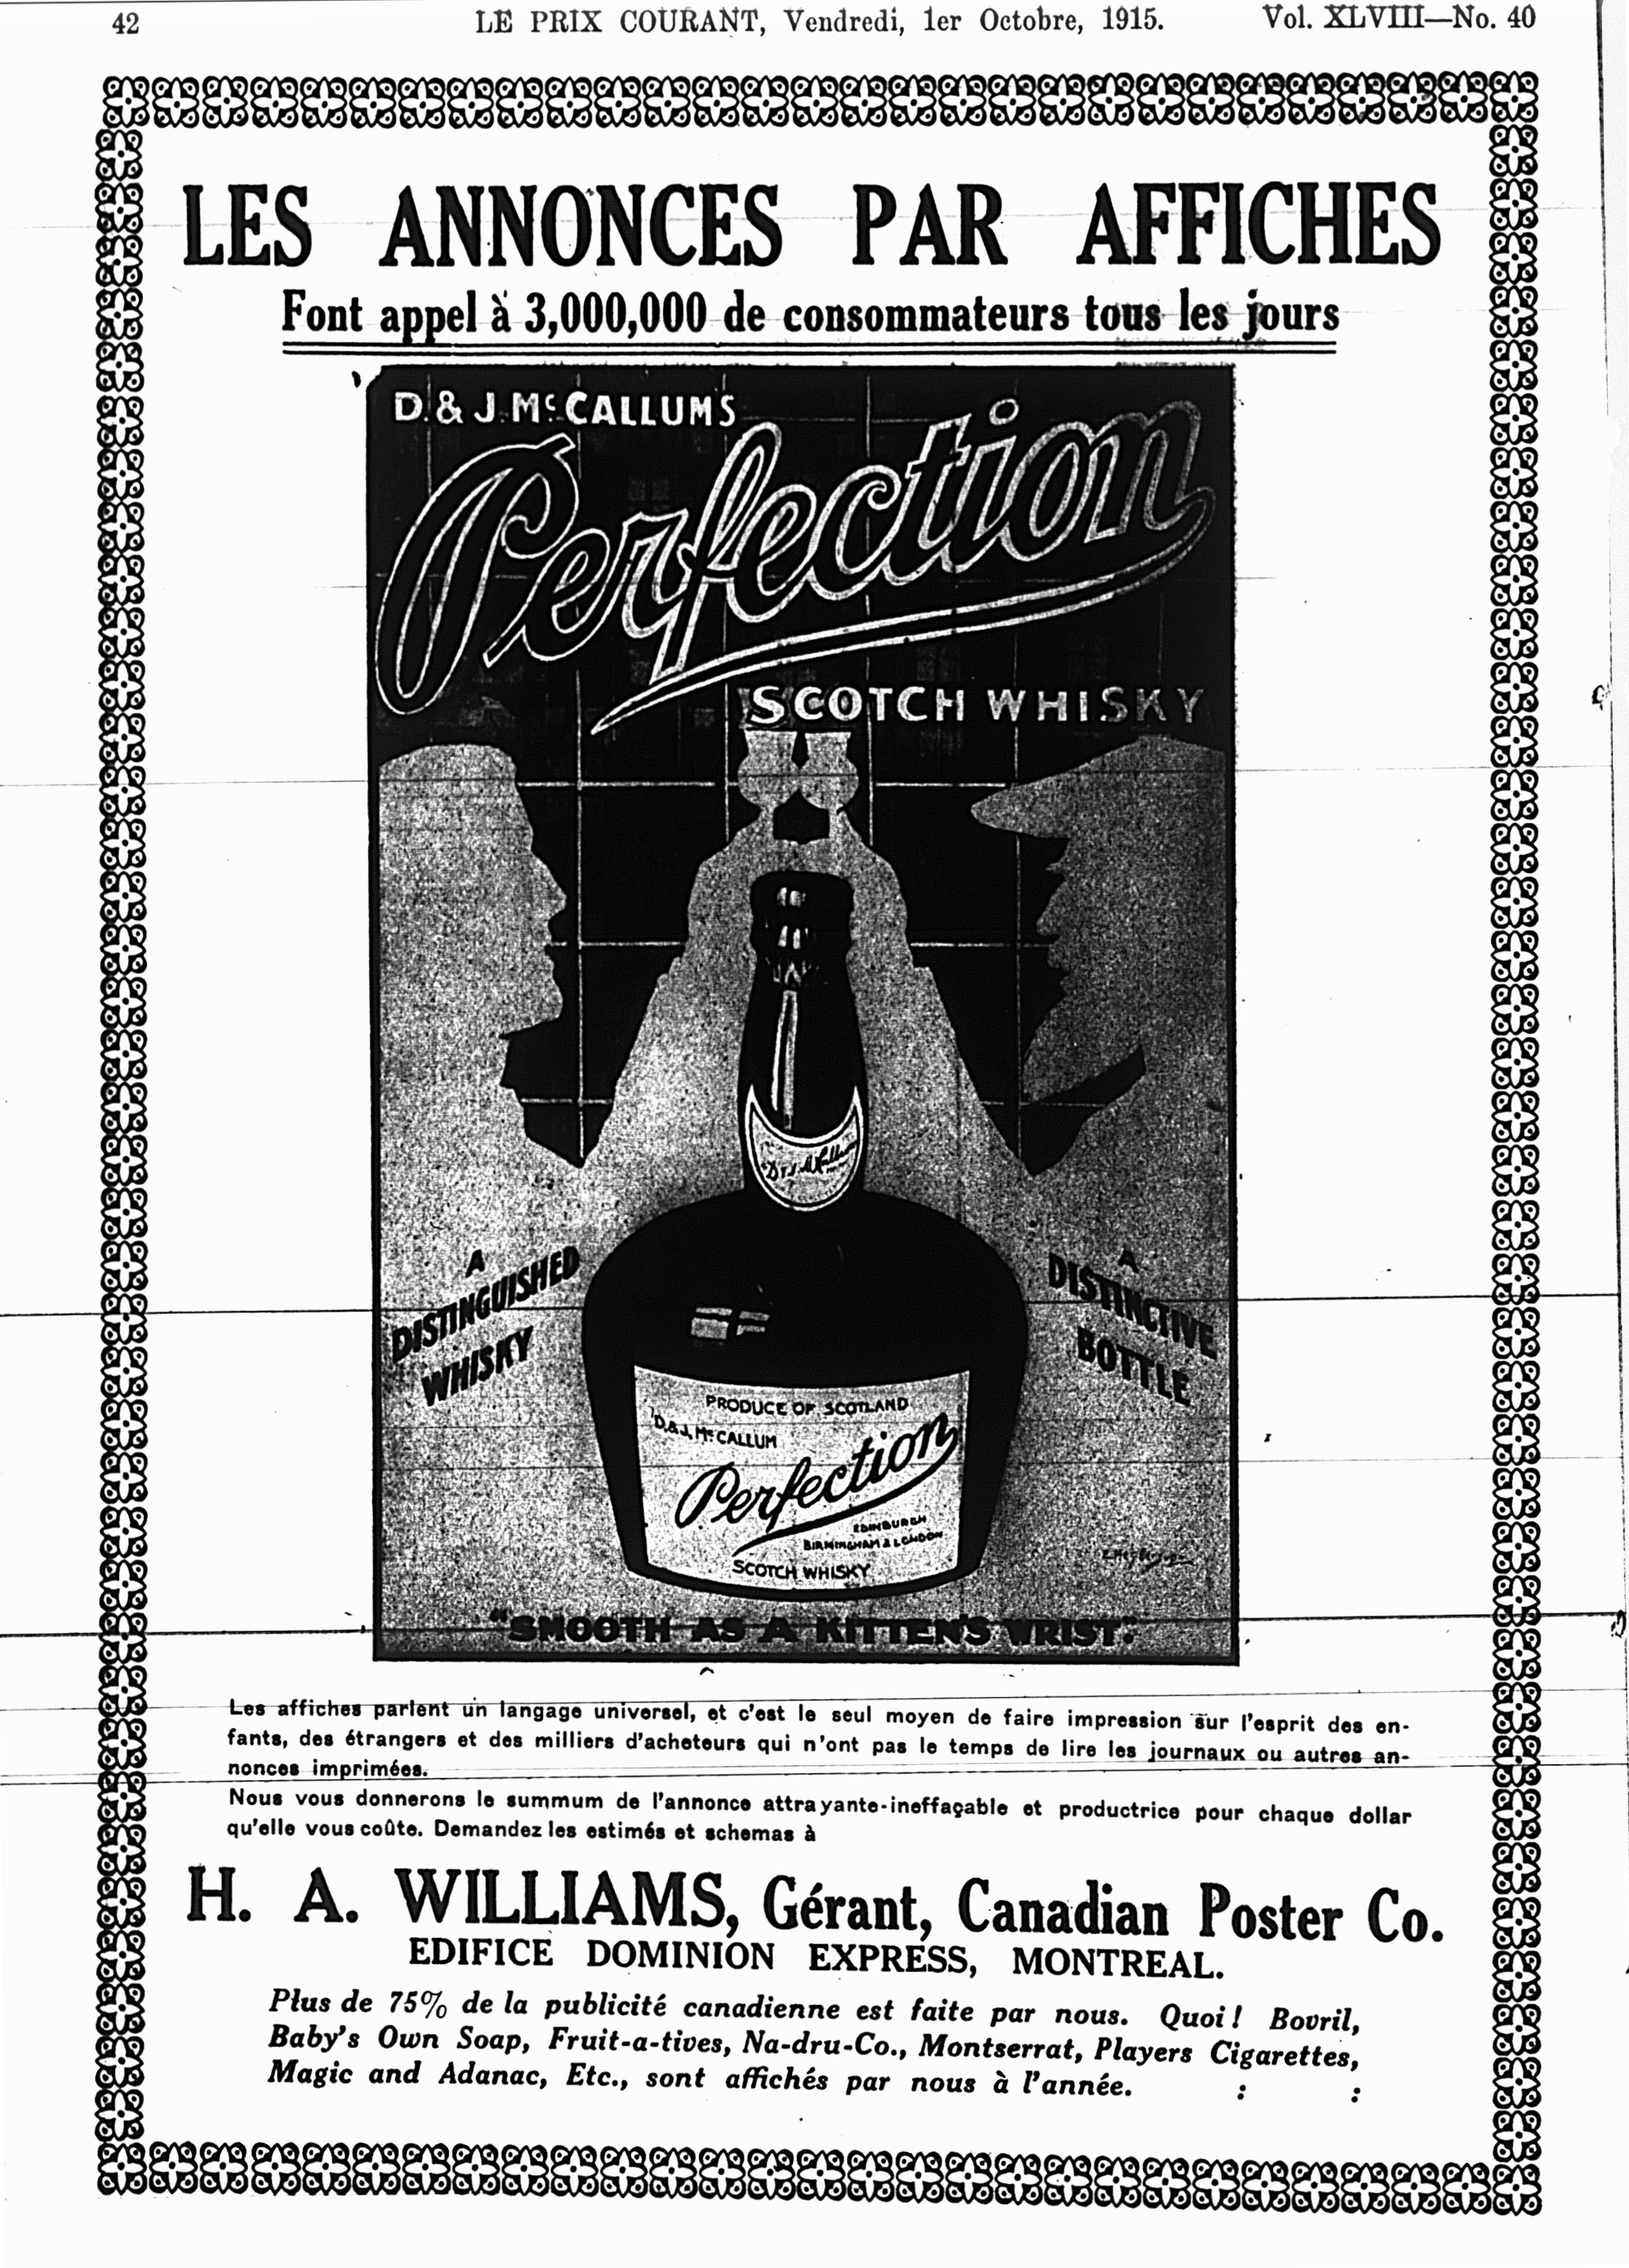 42
LE PRIX COURANT, Vendredi, 1er Octobre, 1915.
Vol. XLVIII—No. 40
LES ANNONCES PAR AFFICHES
Font appel à 3,000,000 de consommateurs tous les jours
D. & J. McCALLUMS
Perfection
SCOTCH WHISKY
A
DISTINGUISHED
WHISKY
A
DISTINCTIVE
BOTTLE
PRODUCE OF SCOTLAND
D. & J. McCALLUM
Perfection
EDINBURGH
BIRMINGHAM & LONDON
SCOTCH WHISKY
"SMOOTH AS A KITTEN'S WRIST."
Les affiches parlent un langage universel, et c'est le seul moyen de faire impression sur l'esprit des en-
fants, des étrangers et des milliers d'acheteurs qui n'ont pas le temps de lire les journaux ou autres an-
nonces imprimées.
Nous vous donnerons le summum de l'annonce attrayante-ineffaçable et productrice pour chaque dollar
qu'elle vous coûte. Demandez les estimés et schemas à
H. A. WILLIAMS, Gérant, Canadian Poster Co.
EDIFICE DOMINION EXPRESS, MONTREAL.
Plus de 75% de la publicité canadienne est faite par nous. Quoi! Bovril,
Baby's Own Soap, Fruit-a-tives, Na-dru-Co., Montserrat, Players Cigarettes,
Magic and Adanac, Etc., sont affichés par nous à l'année. : :